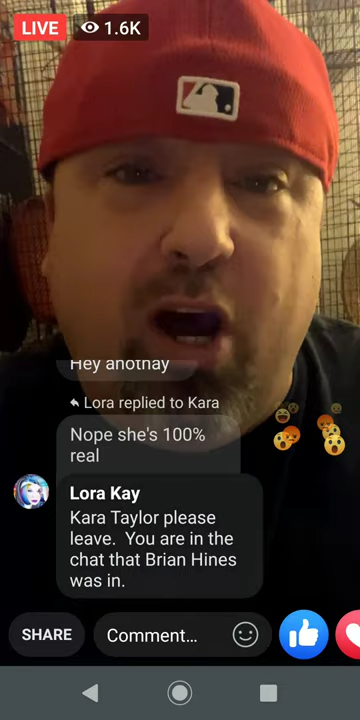 LIVE 1.6K
Hey anothay
Lora replied to Kara
Nope she's 100%
real
Lora Kay
Kara Taylor please
leave. You are in the
chat that Brian Hines
was in.
SHARE Comment...